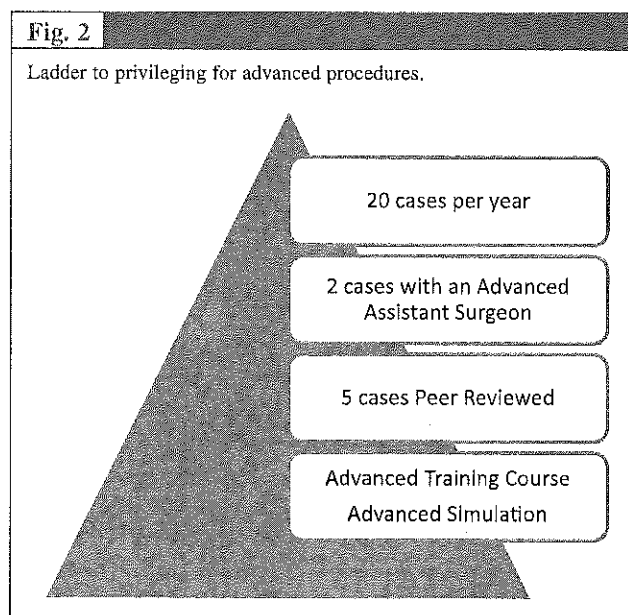 Fig. 2
Ladder to privileging for advanced procedures.
20 cases per year
2 cases with an Advanced
Assistant Surgeon
5 cases Peer Reviewed
Advanced Training Course
Advanced Simulation